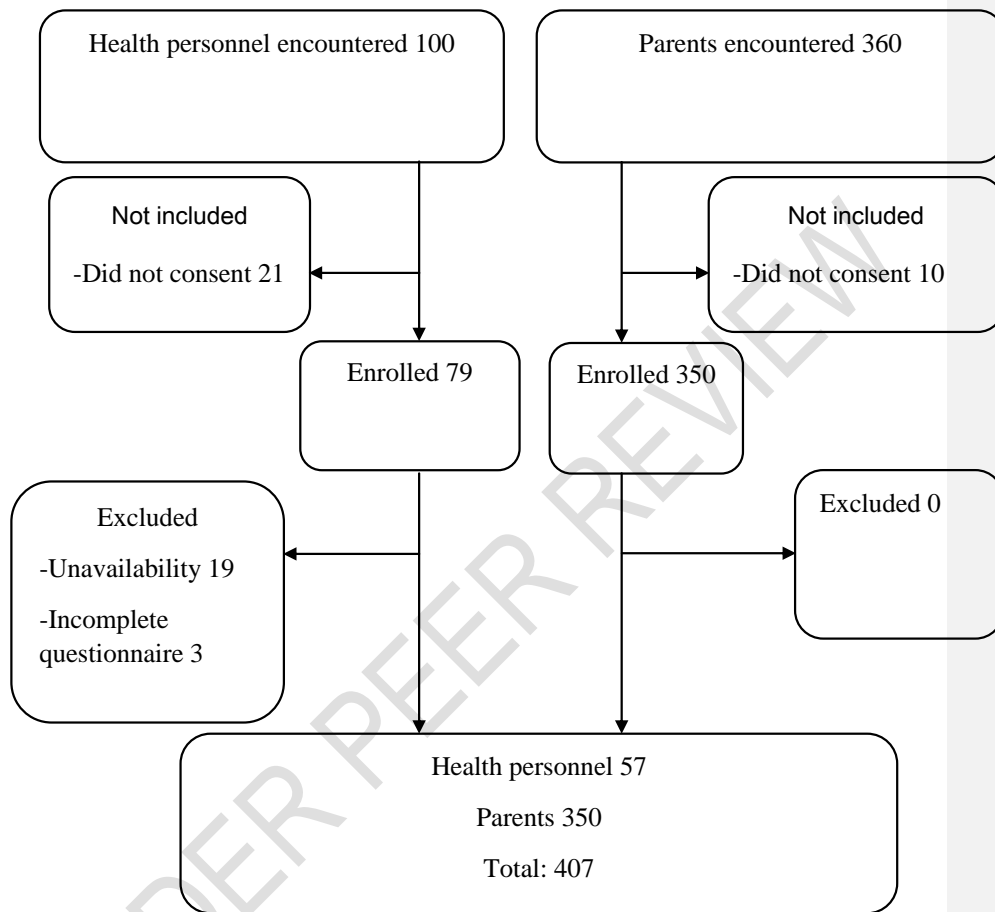 Health personnel encountered 100
Parents encountered 360
Not included
-Did not consent 21
Not included
-Did not consent 10
Enrolled 79
Enrolled 350
Excluded
-Unavailability 19
-Incomplete
questionnaire 3
Excluded 0
Health personnel 57
Parents 350
Total: 407
DER PEER REVIEW